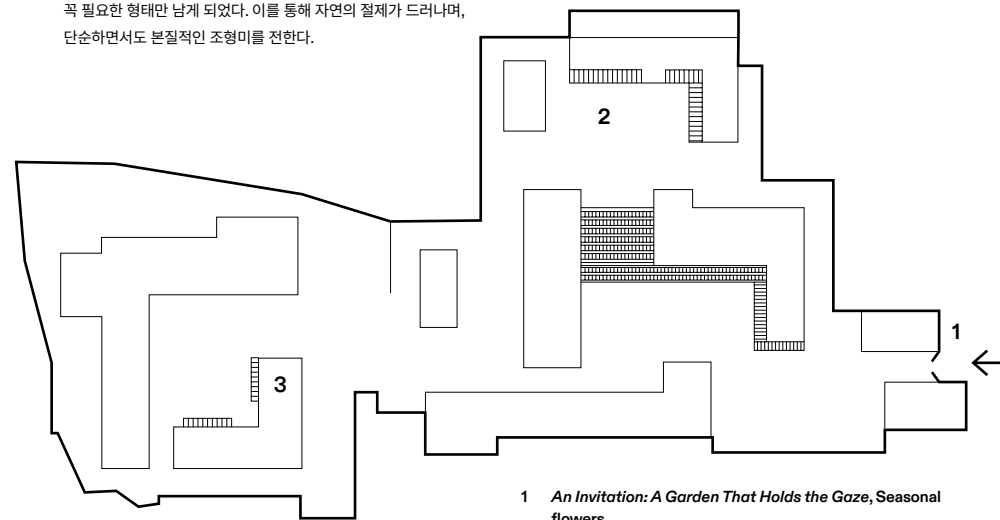 꼭 필요한 형태만 남게 되었다. 이를 통해 자연의 절제가 드러나며,
단순하면서도 본질적인 조형미를 전한다.
2
1
3
1 An Invitation: A Garden That Holds the Gaze, Seasonal
flowers